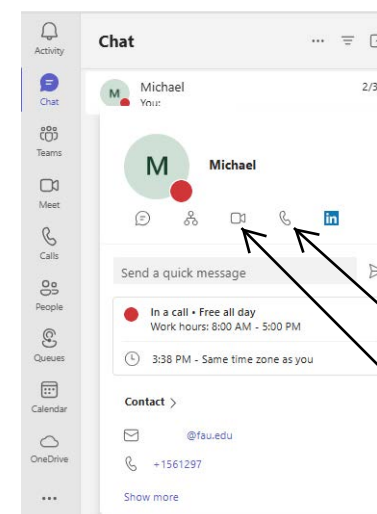 Activity
Chat
Teams
Meet
Calls
People
Queues
Calendar
OneDrive
Chat
M
Michael
2/3
You:
M
Michael
in
Send a quick message
In a call • Free all day
Work hours: 8:00 AM - 5:00 PM
3:38 PM - Same time zone as you
Contact >
@fau.edu
+1561297
Show more